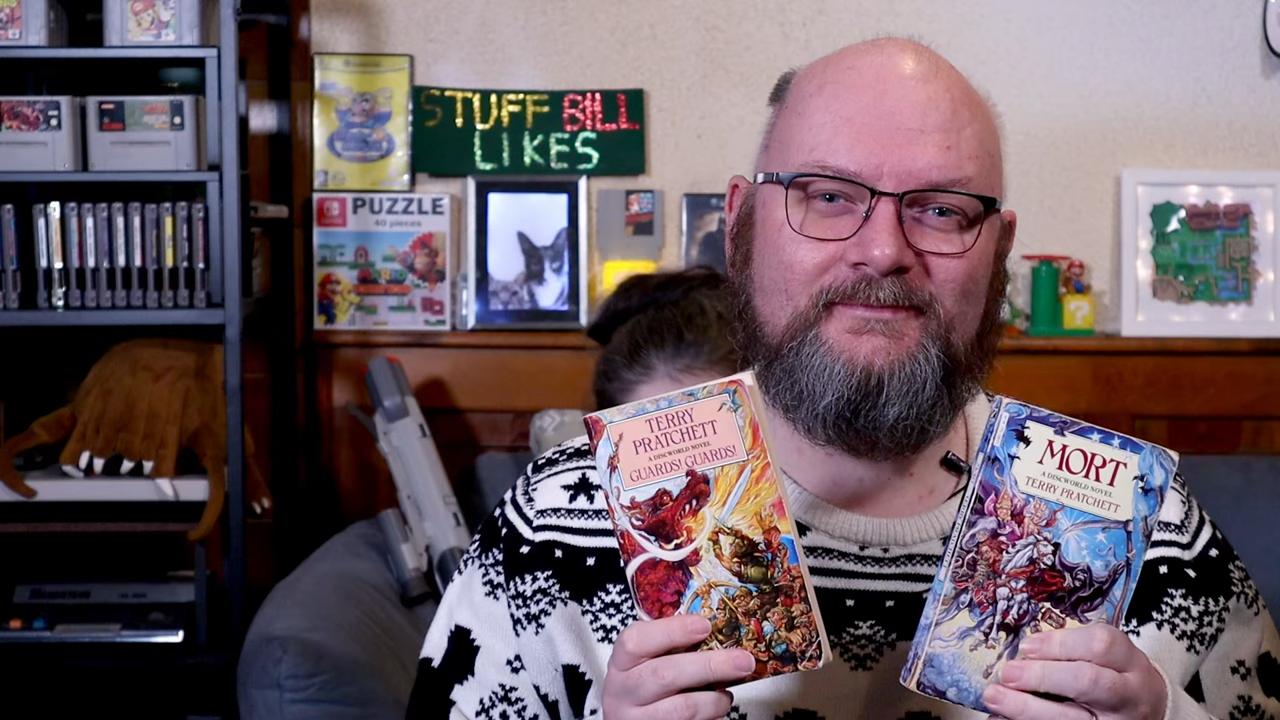 STUFF BILL
LIKES
PUZZLE
40 pieces
TERRY
PRATCHETT
A DISCWORLD NOVEL
GUARDS! GUARDS!
MORT
A DISCWORLD NOVEL
TERRY PRATCHETT